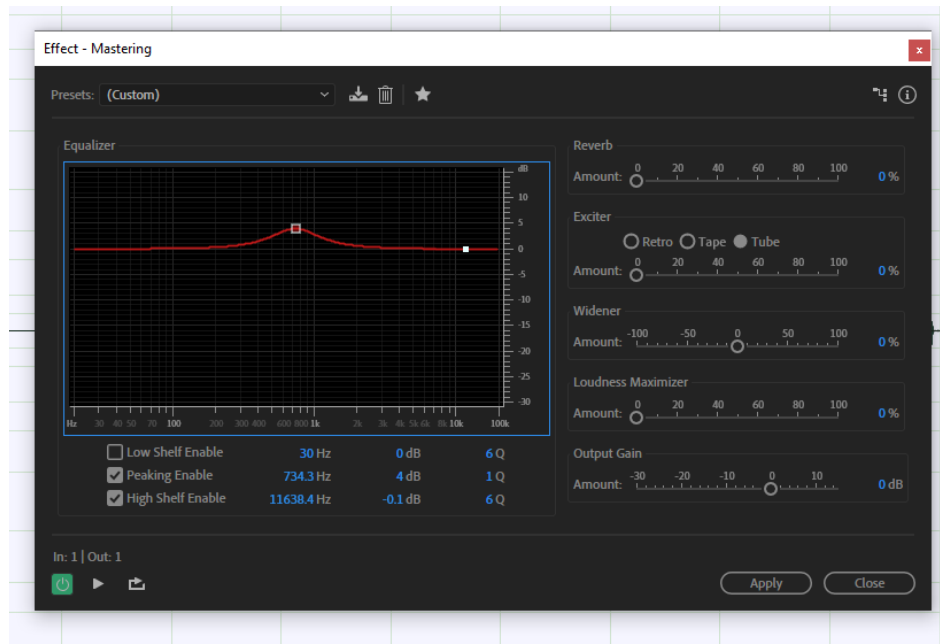 Effect - Mastering
x
Presets: (Custom)
Equalizer
dB
10
5
0
-5
-10
-15
-20
-25
-30
Hz 30 40 50 70 100 200 300 400 600 800 1k 2k 3k 4k 5k 6k 8k 10k 100k
Low Shelf Enable 30 Hz 0 dB 6 Q
Peaking Enable 734.3 Hz 4 dB 1 Q
High Shelf Enable 11638.4 Hz -0.1 dB 6 Q
Reverb
0 20 40 60 80 100
Amount: 0 %
Exciter
Retro Tape Tube
0 20 40 60 80 100
Amount: 0 %
Widener
-100 -50 0 50 100
Amount: 0 %
Loudness Maximizer
0 20 40 60 80 100
Amount: 0 %
Output Gain
-30 -20 -10 0 10
Amount: 0 dB
In: 1 | Out: 1
Apply Close